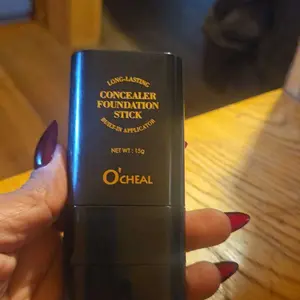 LONG-LASTING
CONCEALER
FOUNDATION
STICK
BUILT-IN APPLICATOR
NET WT : 15g
O'CHEAL